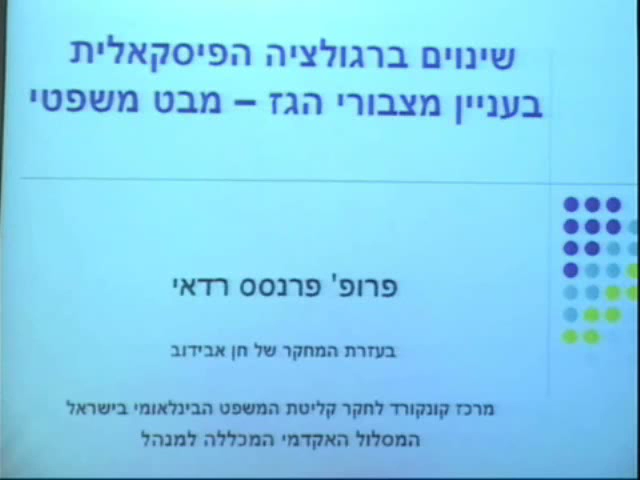 שינוים ברגולציה הפיסקאלית
בעניין מצבורי הגז – מבט משפטי
פרופ' פרנסס רדאי
בעזרת המחקר של חן אבידוב
מרכז קונקורד לחקר קליטת המשפט הבינלאומי בישראל
המסלול האקדמי המכללה למנהל